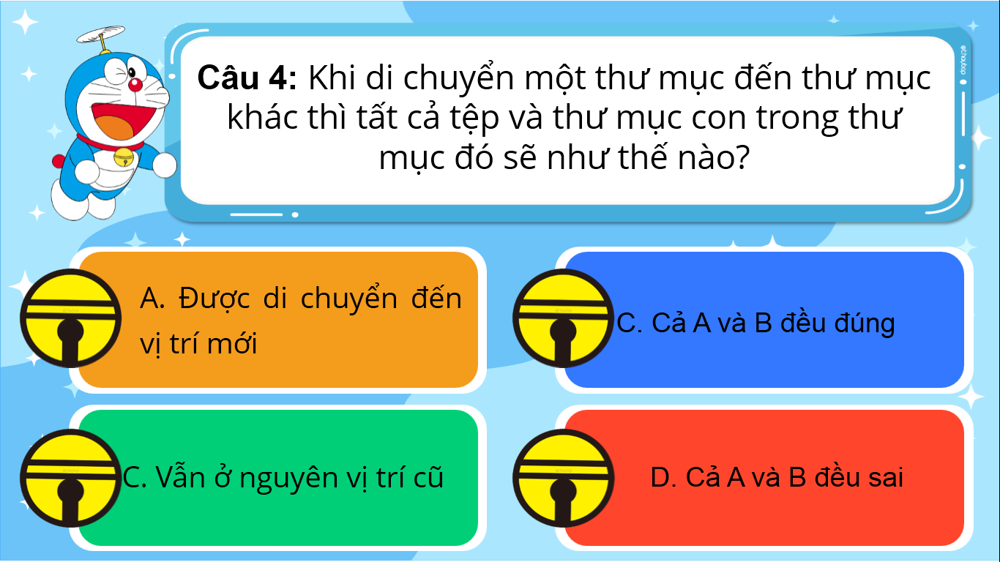 Câu 4: Khi di chuyển một thư mục đến thư mục
khác thì tất cả tệp và thư mục con trong thư
mục đó sẽ như thế nào?
A. Được di chuyển đến
vị trí mới
C. Cả A và B đều đúng
C. Vẫn ở nguyên vị trí cũ
D. Cả A và B đều sai